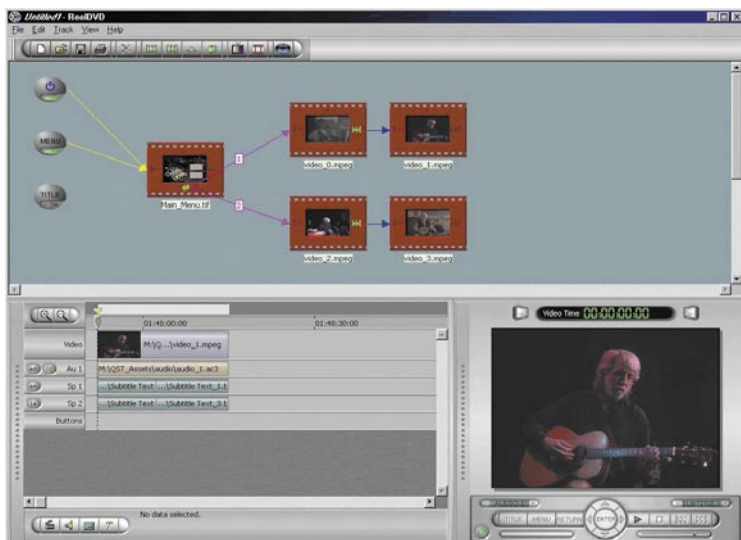 Untitled1 - ReelDVD
File Edit Track View Help
MENU
TITLE
1
2
Main_Menu.tif
video_0.mpeg
video_1.mpeg
video_2.mpeg
video_3.mpeg
01:48:00:00
01:48:30:00
Video Time 00:00:00:00
Video
M:\Q...\video_1.mpeg
Au 1
M:\QST_Assets\audio\audio_1.ac3
Sp 1
...\Subtitle Text ...\Subtitle Text_1.t
Sp 2
...\Subtitle Text ...\Subtitle Text_3.t
Buttons
No data selected.
TITLE MENU RETURN ENTER